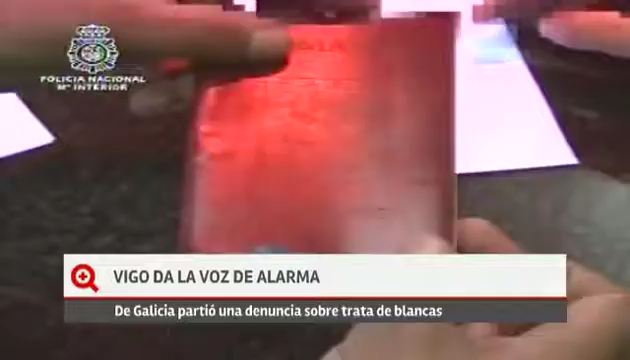 POLICIA NACIONAL
Mº INTERIOR
VIGO DA LA VOZ DE ALARMA
De Galicia partió una denuncia sobre trata de blancas